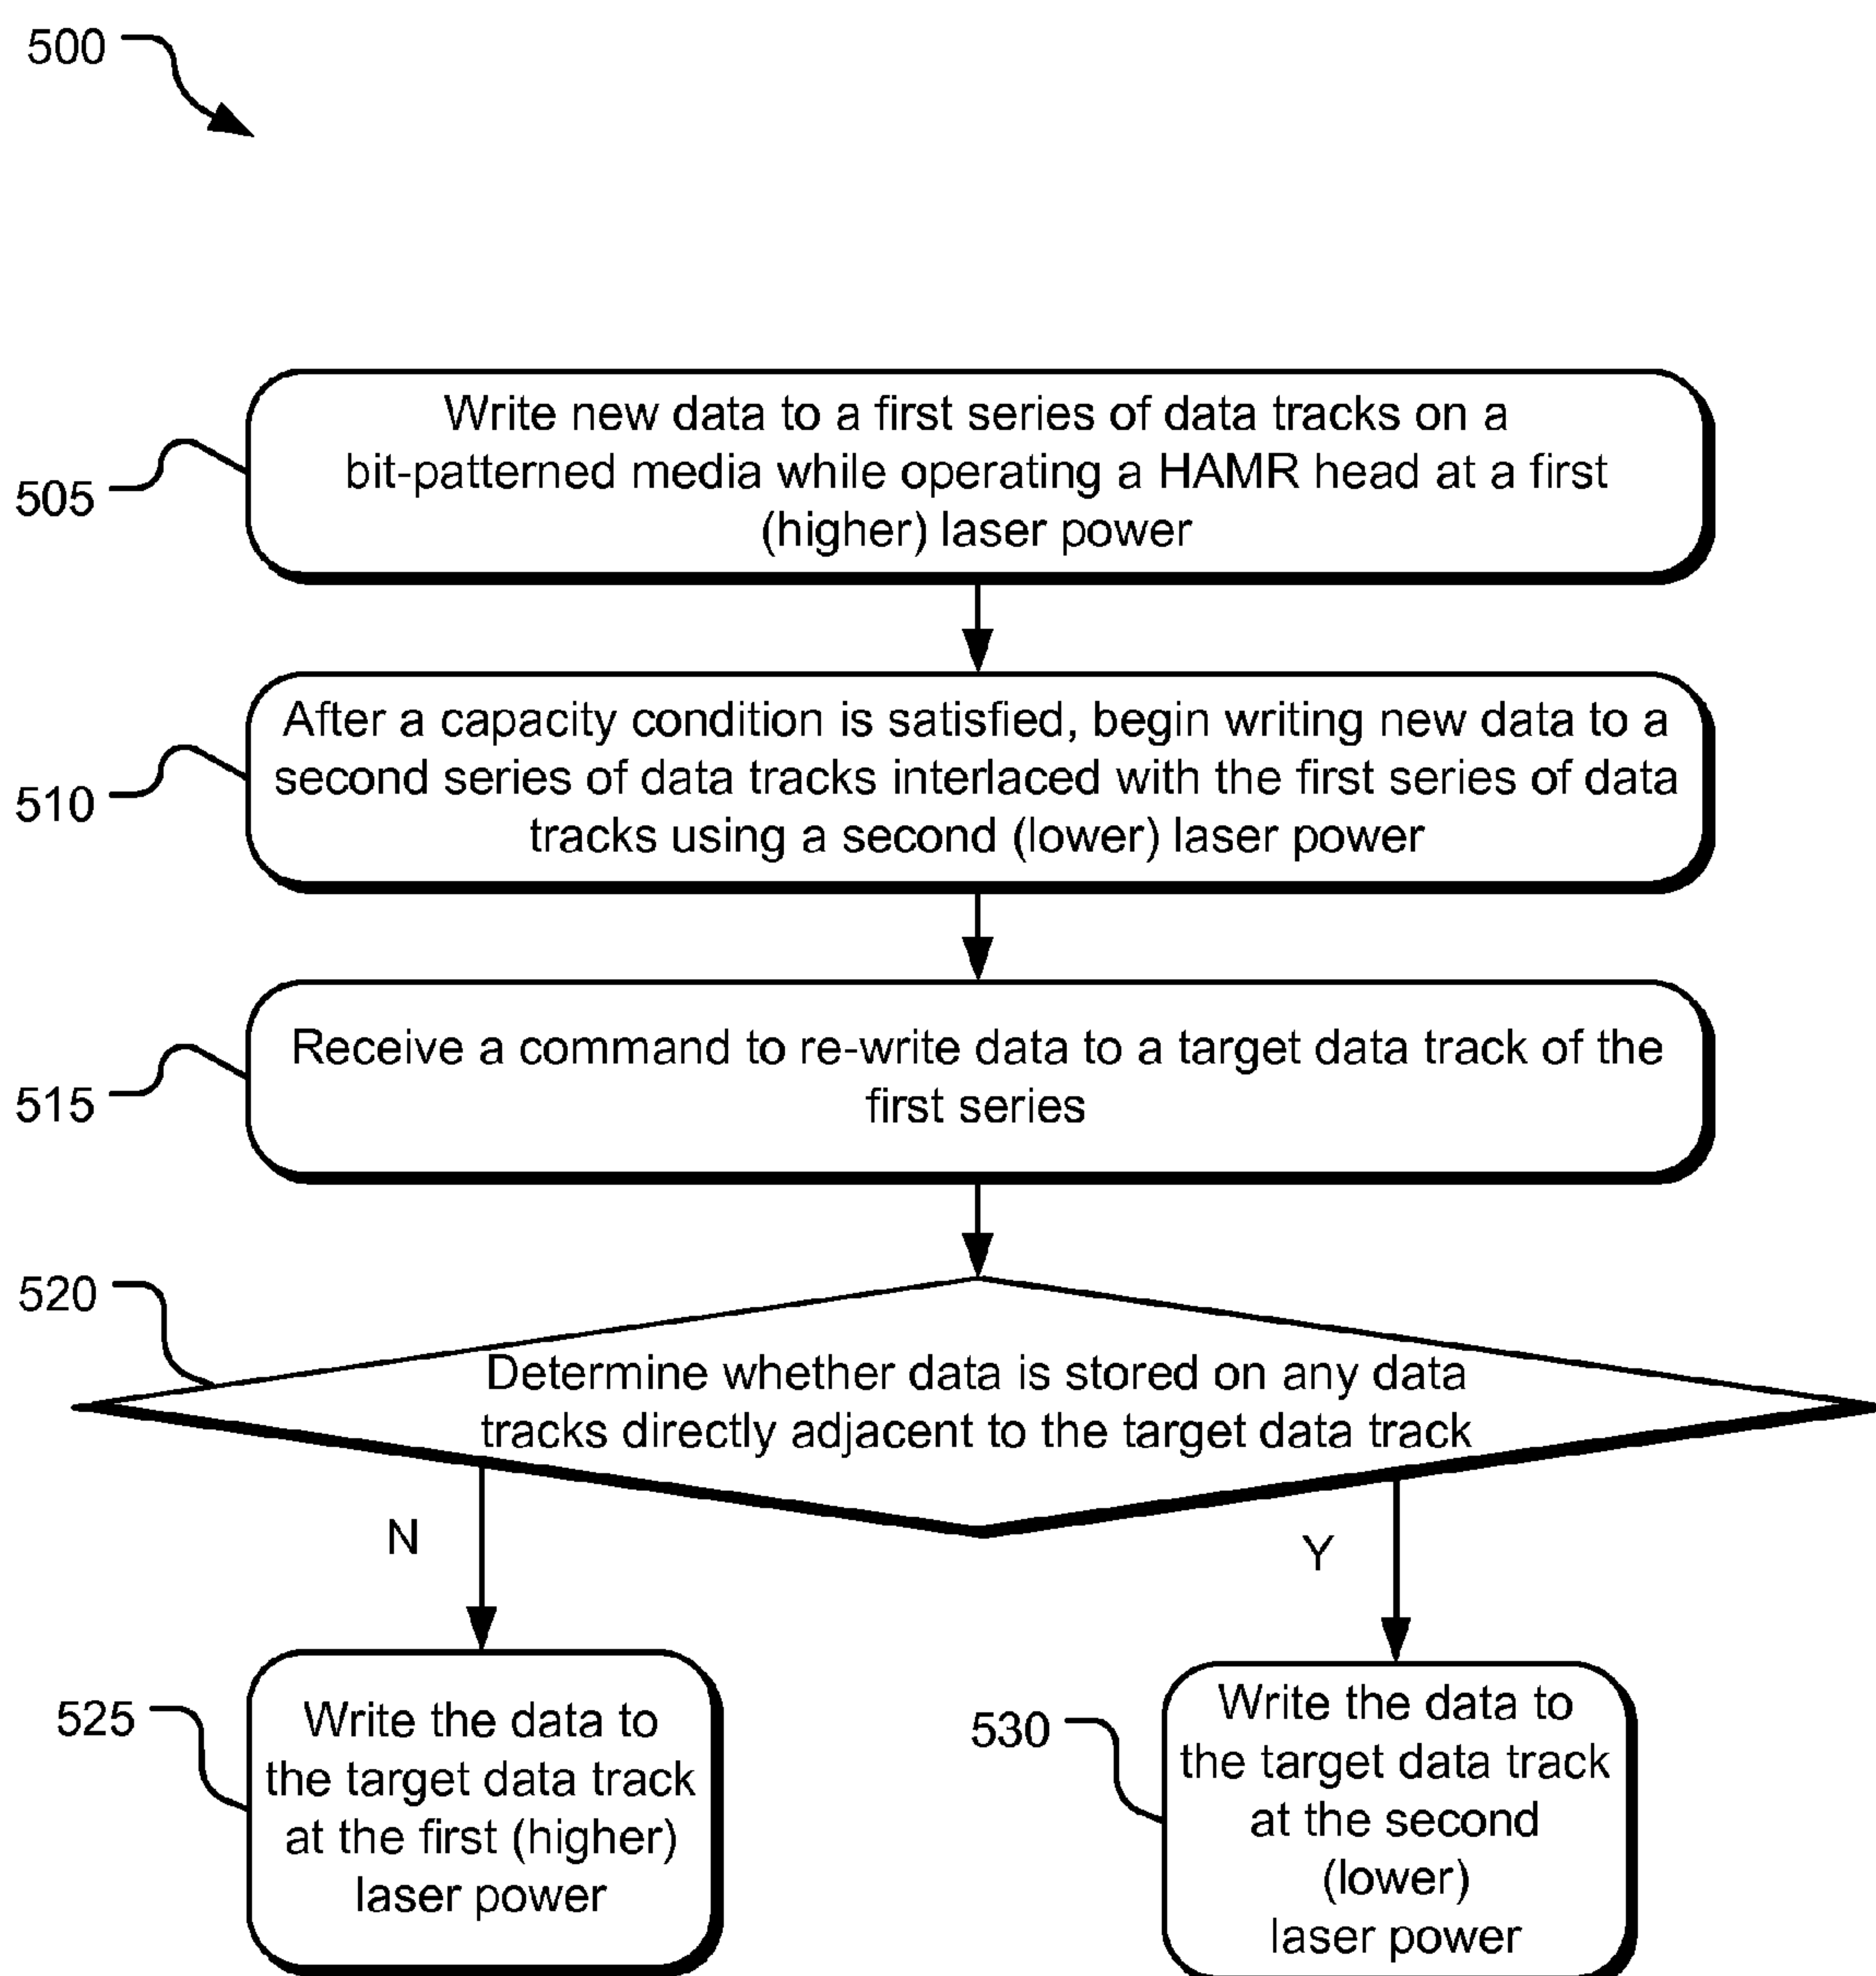 500
505
Write new data to a first series of data tracks on a
bit-patterned media while operating a HAMR head at a first
(higher) laser power
510
After a capacity condition is satisfied, begin writing new data to a
second series of data tracks interlaced with the first series of data
tracks using a second (lower) laser power
515
Receive a command to re-write data to a target data track of the
first series
520
Determine whether data is stored on any data
tracks directly adjacent to the target data track
N
Y
525
Write the data to
the target data track
at the first (higher)
laser power
530
Write the data to
the target data track
at the second
(lower)
laser power